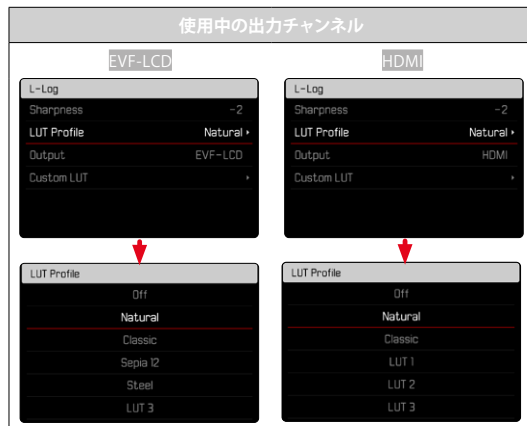 使用中の出力チャンネル
EVF-LCD
L-Log
Sharpness -2
LUT Profile Natural
Output EVF-LCD
Custom LUT
LUT Profile
Off
Natural
Classic
Sepia 12
Steel
LUT 3
HDMI
L-Log
Sharpness -2
LUT Profile Natural
Output HDMI
Custom LUT
LUT Profile
Off
Natural
Classic
LUT 1
LUT 2
LUT 3